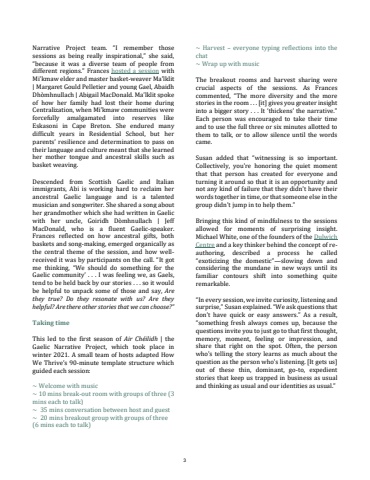 Narrative Project team. "I remember those
sessions as being really inspirational," she said,
"because it was a diverse team of people from
different regions." Frances hosted a session with
Mi'kmaw elder and master basket-weaver Ma'lklit
| Margaret Gould Pelletier and young Gael, Abaidh
Dhòmhnullach | Abigail MacDonald. Ma'lklit spoke
of how her family had lost their home during
Centralization, when Mi'kmaw communities were
forcefully amalgamated into reserves like
Eskasoni in Cape Breton. She endured many
difficult years in Residential School, but her
parents' resilience and determination to pass on
their language and culture meant that she learned
her mother tongue and ancestral skills such as
basket weaving.
Descended from Scottish Gaelic and Italian
immigrants, Abi is working hard to reclaim her
ancestral Gaelic language and is a talented
musician and songwriter. She shared a song about
her grandmother which she had written in Gaelic
with her uncle, Goiridh Dòmhnullach | Jeff
MacDonald, who is a fluent Gaelic-speaker.
Frances reflected on how ancestral gifts, both
baskets and song-making, emerged organically as
the central theme of the session, and how well-
received it was by participants on the call. "It got
me thinking, "We should do something for the
Gaelic community' . . . I was feeling we, as Gaels,
tend to be held back by our stories . . . so it would
be helpful to unpack some of those and say, Are
they true? Do they resonate with us? Are they
helpful? Are there other stories that we can choose?"
Taking time
This led to the first season of Air Chèilidh | the
Gaelic Narrative Project, which took place in
winter 2021. A small team of hosts adapted How
We Thrive's 90-minute template structure which
guided each session:
~ Welcome with music
~ 10 mins break-out room with groups of three (3
mins each to talk)
~ 35 mins conversation between host and guest
~ 20 mins breakout group with groups of three
(6 mins each to talk)
~ Harvest – everyone typing reflections into the
chat
~ Wrap up with music
The breakout rooms and harvest sharing were
crucial aspects of the sessions. As Frances
commented, "The more diversity and the more
stories in the room . . . [it] gives you greater insight
into a bigger story . . . It 'thickens' the narrative."
Each person was encouraged to take their time
and to use the full three or six minutes allotted to
them to talk, or to allow silence until the words
came.
Susan added that "witnessing is so important.
Collectively, you're honoring the quiet moment
that that person has created for everyone and
turning it around so that it is an opportunity and
not any kind of failure that they didn't have their
words together in time, or that someone else in the
group didn't jump in to help them."
Bringing this kind of mindfulness to the sessions
allowed for moments of surprising insight.
Michael White, one of the founders of the Dulwich
Centre and a key thinker behind the concept of re-
authoring, described a process he called
"exoticizing the domestic"—slowing down and
considering the mundane in new ways until its
familiar contours shift into something quite
remarkable.
"In every session, we invite curiosity, listening and
surprise," Susan explained. "We ask questions that
don't have quick or easy answers." As a result,
"something fresh always comes up, because the
questions invite you to just go to that first thought,
memory, moment, feeling or impression, and
share that right on the spot. Often, the person
who's telling the story learns as much about the
question as the person who's listening. [It gets us]
out of these thin, dominant, go-to, expedient
stories that keep us trapped in business as usual
and thinking as usual and our identities as usual."
3